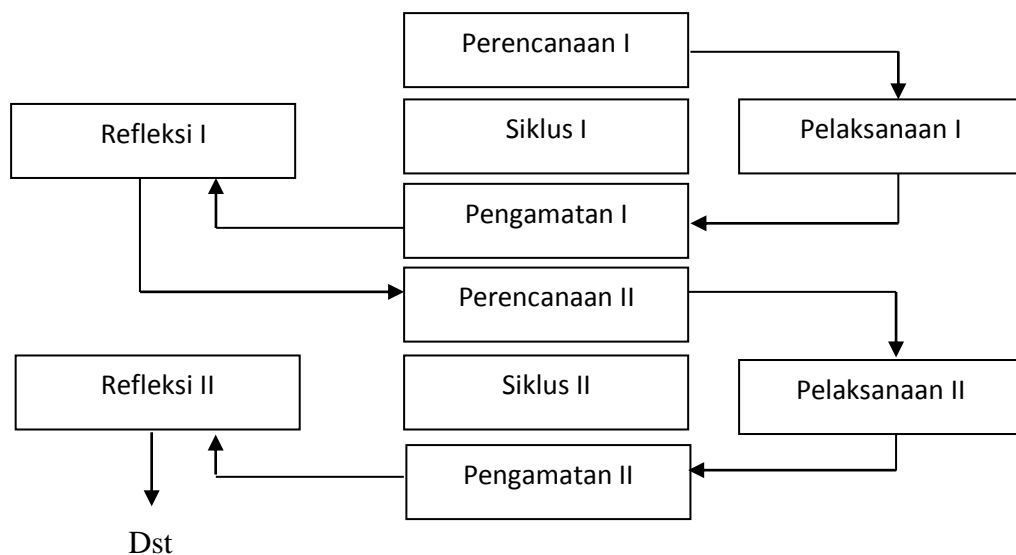 Perencanaan I
Refleksi I
Siklus I
Pelaksanaan I
Pengamatan I
Perencanaan II
Refleksi II
Siklus II
Pelaksanaan II
Pengamatan II
Dst